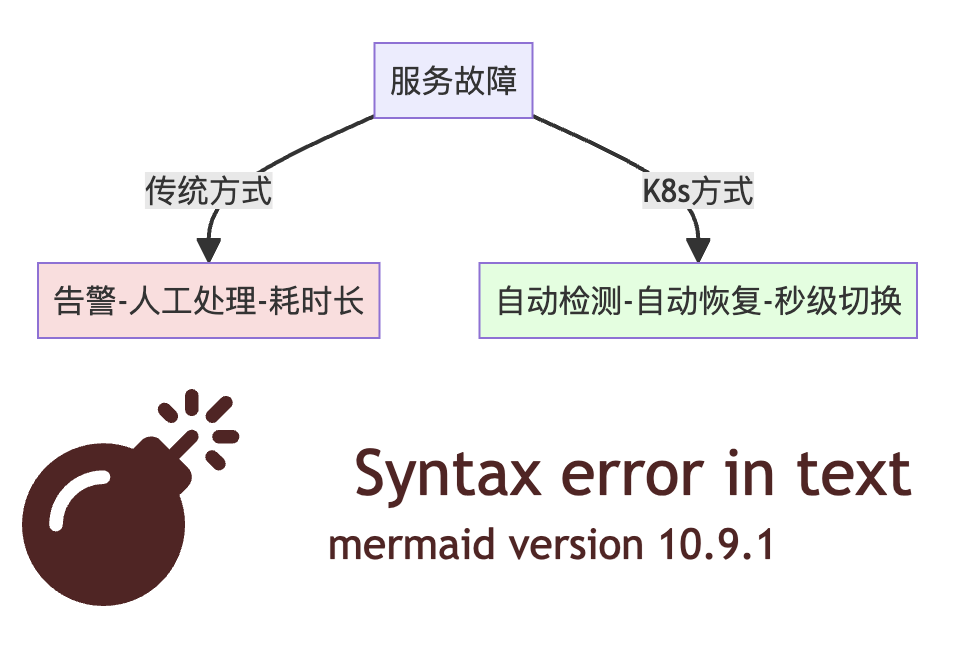 服务故障
传统方式
K8s方式
告警-人工处理-耗时长
自动检测-自动恢复-秒级切换
Syntax error in text
mermaid version 10.9.1